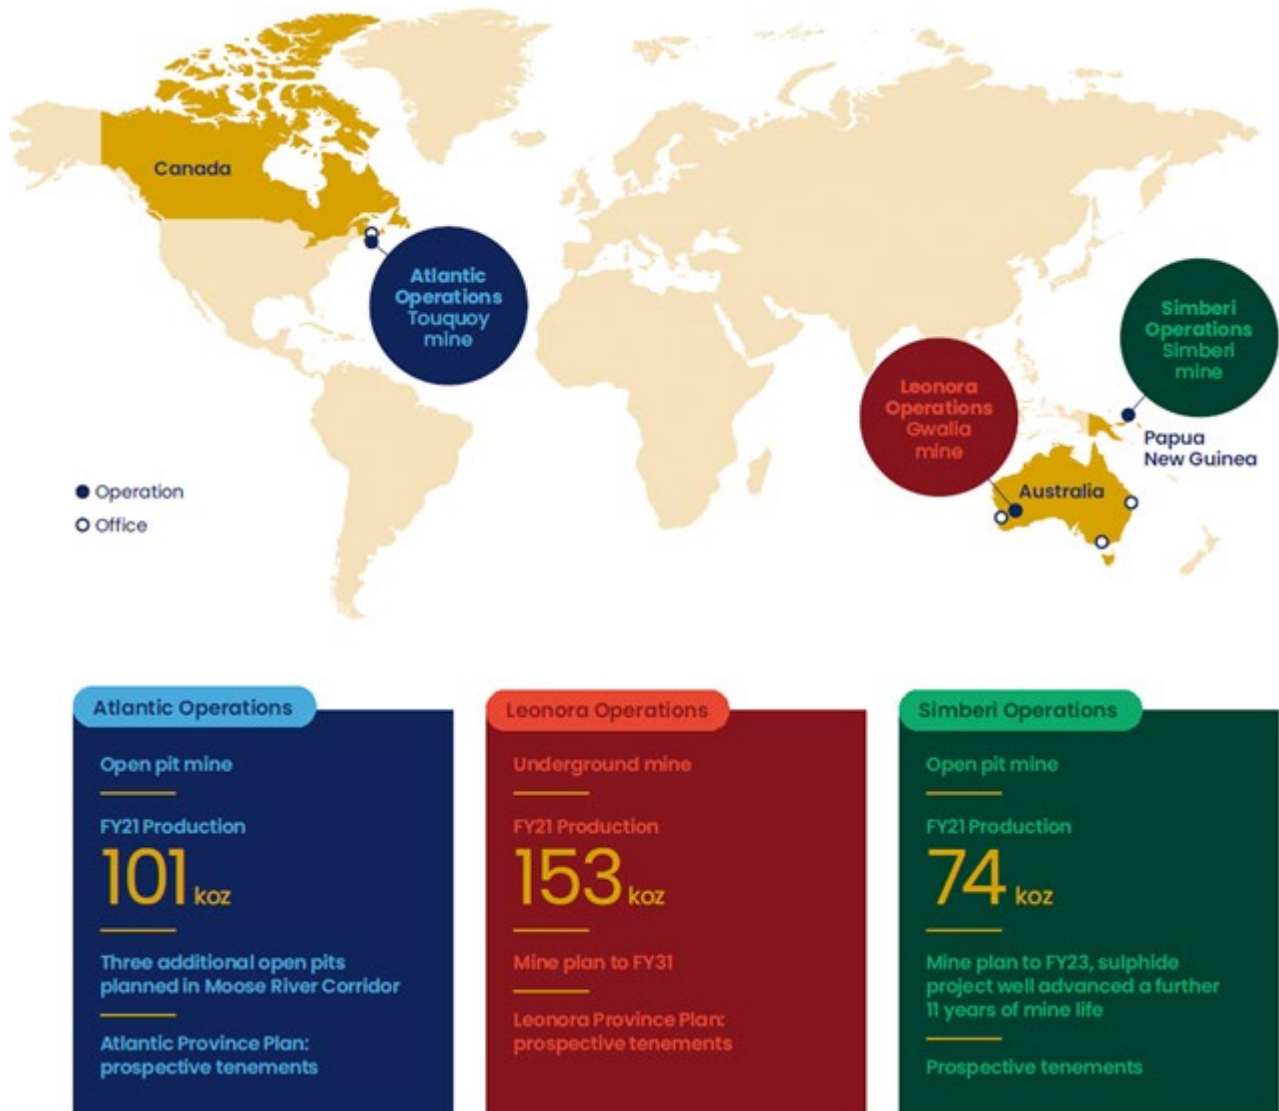 Canada
Atlantic
Operations
Touquoy
mine
Simberi
Operations
Simberi
mine
Leonora
Operations
Gwalia
mine
Papua
New Guinea
Australia
Operation
Office
Atlantic Operations
Open pit mine
FY21 Production
101 koz
Three additional open pits
planned in Moose River Corridor
Atlantic Province Plan:
prospective tenements
Leonora Operations
Underground mine
FY21 Production
153 koz
Mine plan to FY31
Leonora Province Plan:
prospective tenements
Simberi Operations
Open pit mine
FY21 Production
74 koz
Mine plan to FY23, sulphide
project well advanced a further
11 years of mine life
Prospective tenements